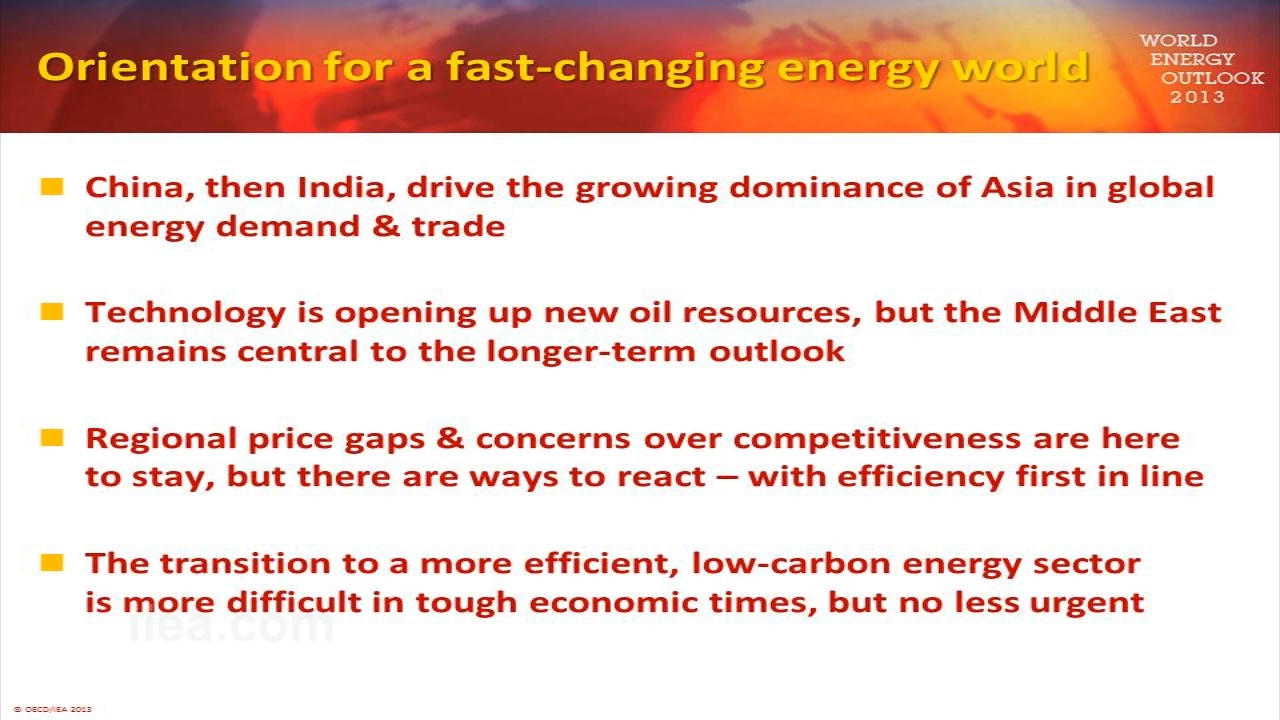 Orientation for a fast-changing energy world
WORLD
ENERGY
OUTLOOK
2013
China, then India, drive the growing dominance of Asia in global
energy demand & trade
Technology is opening up new oil resources, but the Middle East
remains central to the longer-term outlook
Regional price gaps & concerns over competitiveness are here
to stay, but there are ways to react – with efficiency first in line
The transition to a more efficient, low-carbon energy sector
is more difficult in tough economic times, but no less urgent
iiea.com
© OECD/IEA 2013